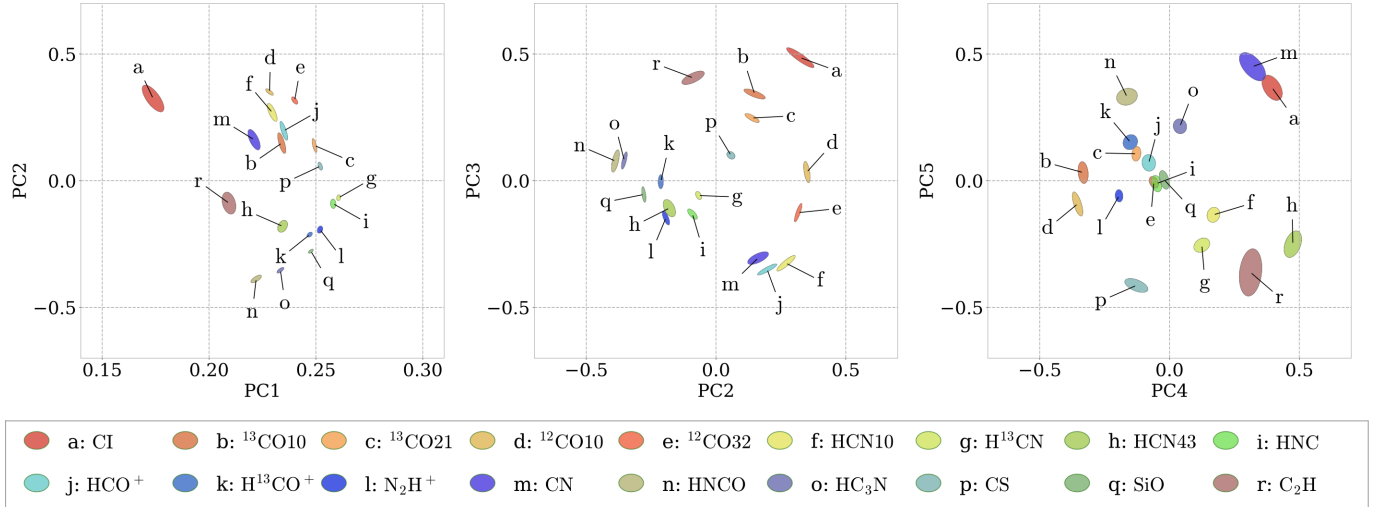 PC2
0.5
0.0
−0.5
a
d
f
e
m
j
b
p
c
r
g
h
i
k
l
q
n
o
0.15
0.20
0.25
0.30
PC1
PC3
0.5
0.0
−0.5
r
b
a
o
k
p
c
n
d
q
g
e
h
l
i
m
j
f
−0.5
0.0
0.5
PC2
PC5
0.5
0.0
−0.5
n
m
k
j
o
a
b
c
i
d
l
e
q
f
h
g
p
r
−0.5
0.0
0.5
PC4
a: CI b: ¹³CO10 c: ¹³CO21 d: ¹²CO10 e: ¹²CO32 f: HCN10 g: H¹³CN h: HCN43 i: HNC
j: HCO⁺ k: H¹³CO⁺ l: N₂H⁺ m: CN n: HNCO o: HC₃N p: CS q: SiO r: C₂H